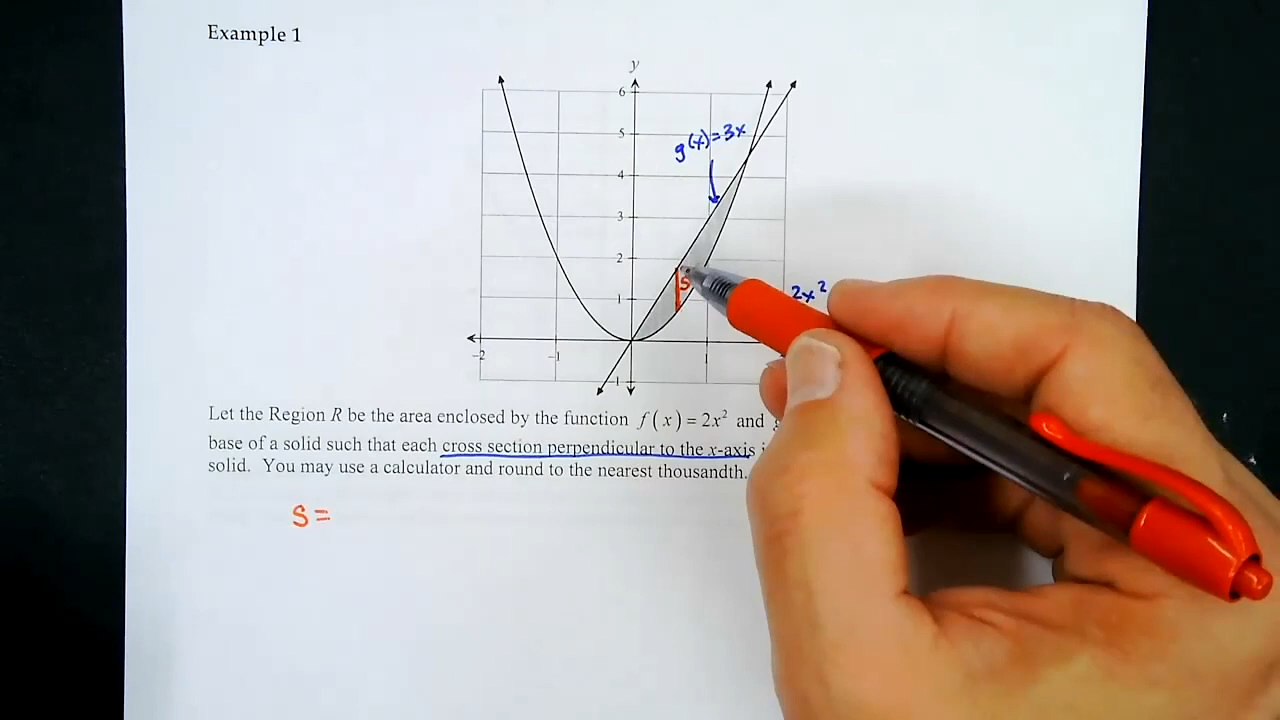 Example 1
y
6
5
g(x)=3x
4
3
2
S
1
2x²
-2 -1 1
-1
Let the Region R be the area enclosed by the function f(x) = 2x² and
base of a solid such that each cross section perpendicular to the x-axis
solid. You may use a calculator and round to the nearest thousandth.
S =